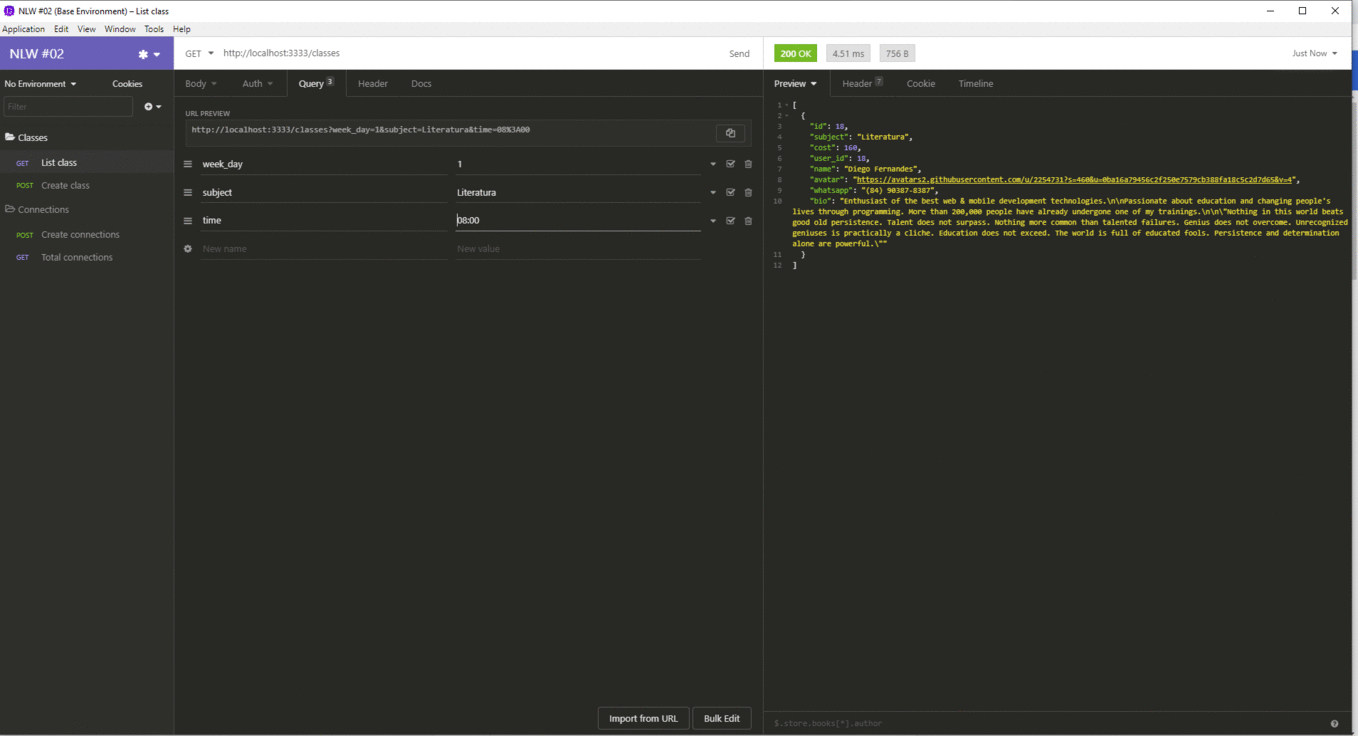 NLW #02 (Base Environment) – List class
Application Edit View Window Tools Help
NLW #02
GET http://localhost:3333/classes Send
200 OK 4.51 ms 756 B Just Now
No Environment Cookies
Filter
Classes
GET List class
POST Create class
Connections
POST Create connections
GET Total connections
Body Auth Query 3 Header Docs
URL PREVIEW
http://localhost:3333/classes?week_day=1&subject=Literatura&time=08%3A00
week_day 1
subject Literatura
time 08:00
New name New value
Import from URL Bulk Edit
Preview Header 7 Cookie Timeline
1 [
2 {
3 "id": 18,
4 "subject": "Literatura",
5 "cost": 160,
6 "user_id": 18,
7 "name": "Diego Fernandes",
8 "avatar": "https://avatars2.githubusercontent.com/u/2254731?s=460&u=0ba16a79456c2f250e7579cb388fa18c5c2d7d65&v=4",
9 "whatsapp": "(84) 90387-8387",
10 "bio": "Enthusiast of the best web & mobile development technologies.\n\nPassionate about education and changing people's
lives through programming. More than 200,000 people have already undergone one of my trainings.\n\n\"Nothing in this world beats
good old persistence. Talent does not surpass. Nothing more common than talented failures. Genius does not overcome. Unrecognized
geniuses is practically a cliche. Education does not exceed. The world is full of educated fools. Persistence and determination
alone are powerful.\""
11 }
12 ]
$.store.books[*].author